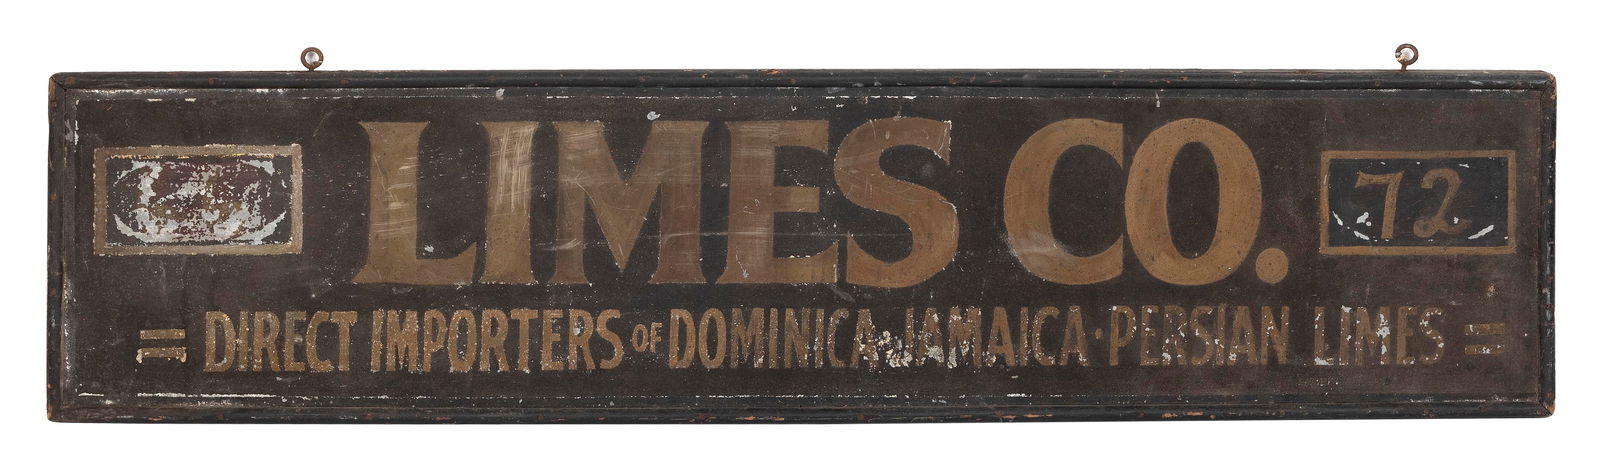 LIMES CO.
72
DIRECT IMPORTERS OF DOMINICA·JAMAICA·PERSIAN LIMES